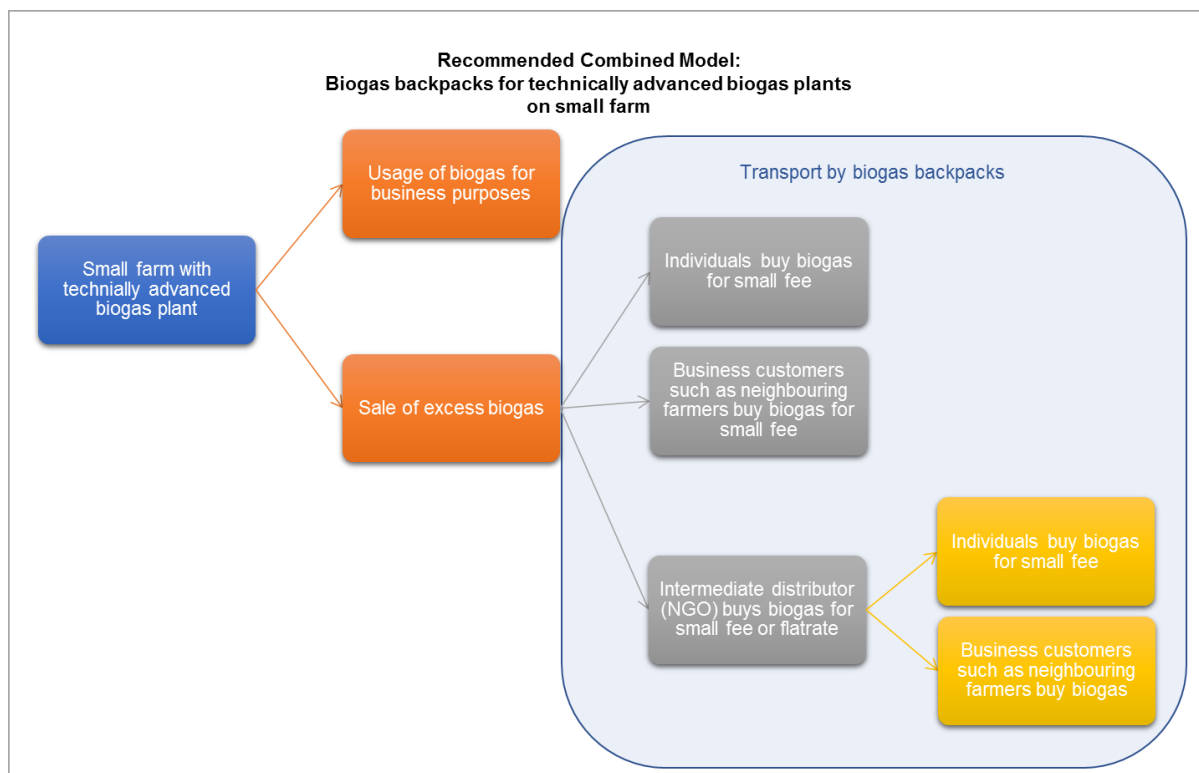 Recommended Combined Model:
Biogas backpacks for technically advanced biogas plants
on small farm
Usage of biogas for
business purposes
Transport by biogas backpacks
Small farm with
technially advanced
biogas plant
Individuals buy biogas
for small fee
Sale of excess biogas
Business customers
such as neighbouring
farmers buy biogas for
small fee
Intermediate distributor
(NGO) buys biogas for
small fee or flatrate
Individuals buy biogas
for small fee
Business customers
such as neighbouring
farmers buy biogas